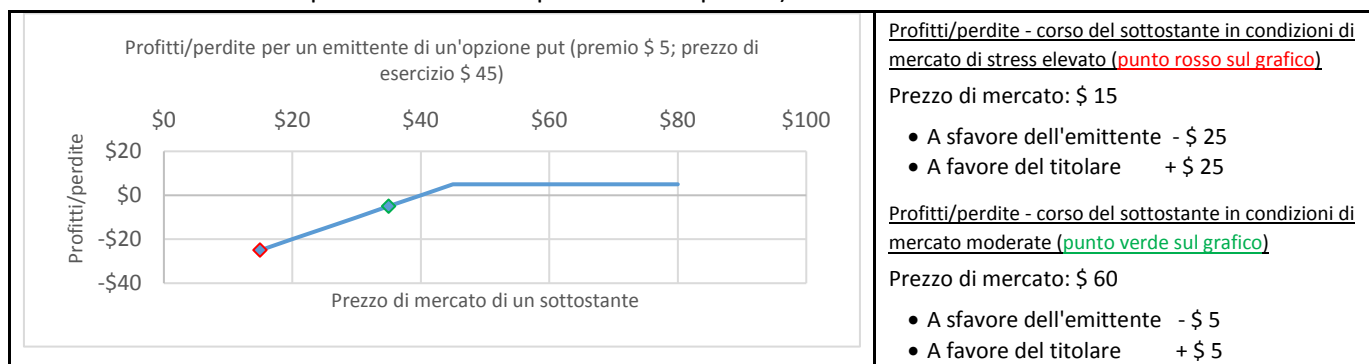 Profitti/perdite per un emittente di un'opzione put (premio $ 5; prezzo di
esercizio $ 45)
$0 $20 $40 $60 $80 $100
$20
$0
-$20
-$40
Profitti/perdite
Prezzo di mercato di un sottostante
Profitti/perdite - corso del sottostante in condizioni di
mercato di stress elevato (punto rosso sul grafico)
Prezzo di mercato: $ 15
• A sfavore dell'emittente - $ 25
• A favore del titolare + $ 25
Profitti/perdite - corso del sottostante in condizioni di
mercato moderate (punto verde sul grafico)
Prezzo di mercato: $ 60
• A sfavore dell'emittente - $ 5
• A favore del titolare + $ 5